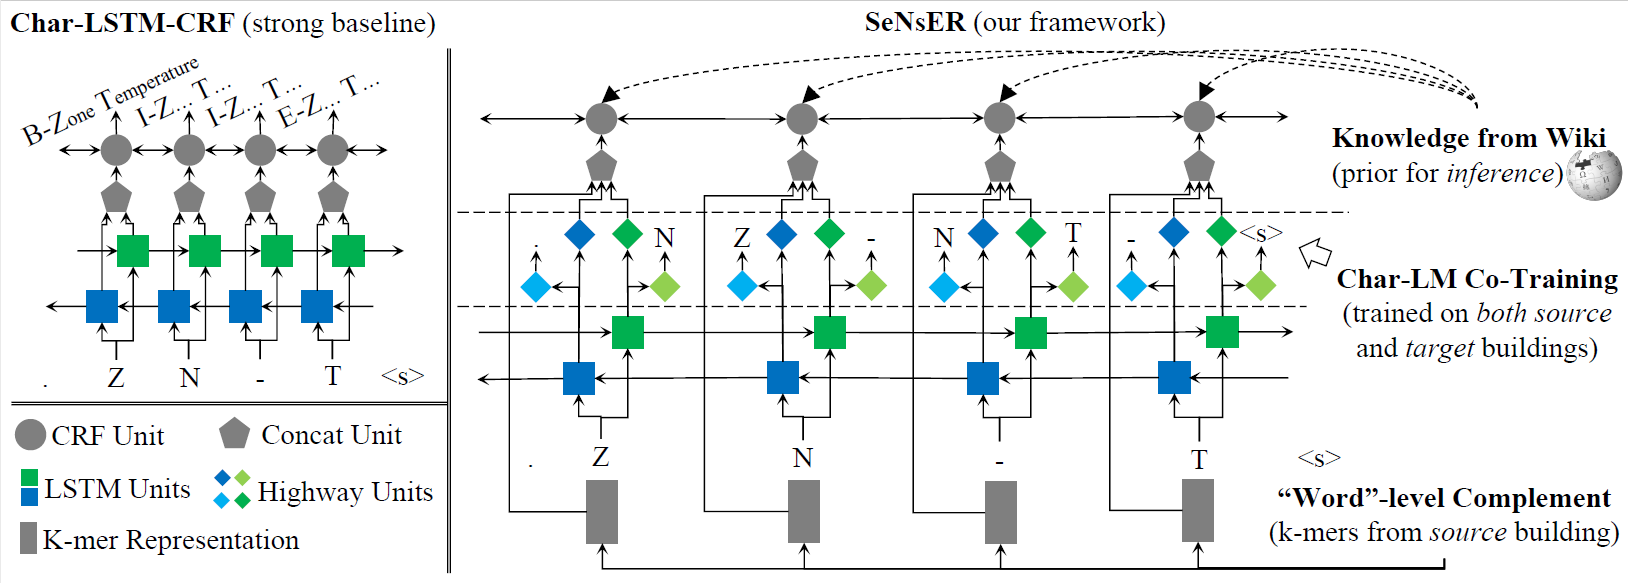 Char-LSTM-CRF (strong baseline)
B-Zone Temperature
I-Z... T...
I-Z... T...
E-Z... T...
. Z N - T <s>
CRF Unit
Concat Unit
LSTM Units
Highway Units
K-mer Representation
SeNsER (our framework)
Knowledge from Wiki
(prior for inference)
. N Z - N T - <s>
Char-LM Co-Training
(trained on both source
and target buildings)
. Z N - T <s>
"Word"-level Complement
(k-mers from source building)